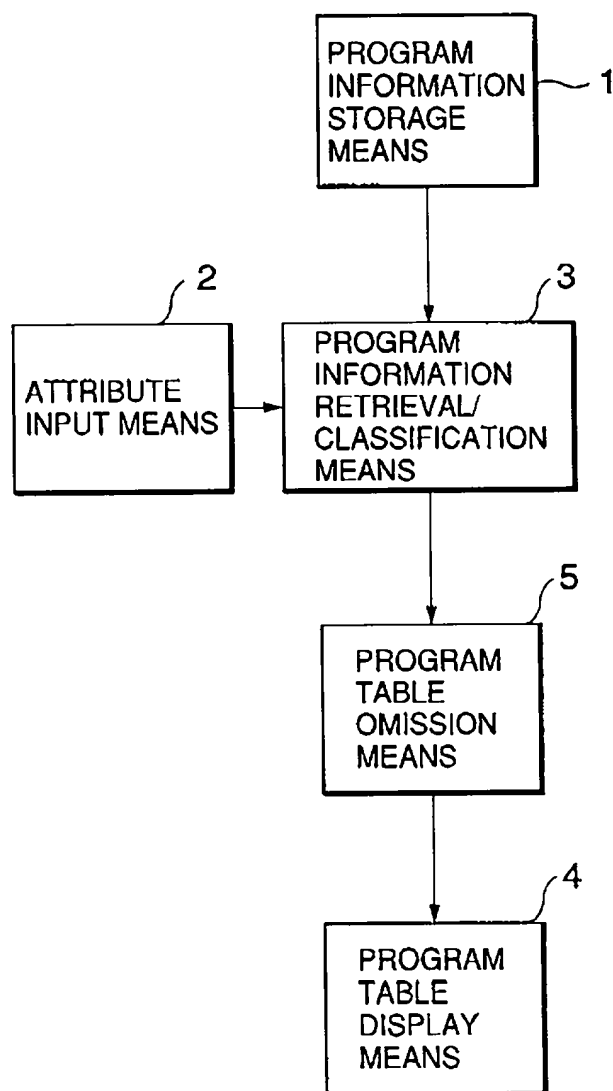 PROGRAM
INFORMATION
STORAGE
MEANS
1
2
ATTRIBUTE
INPUT MEANS
3
PROGRAM
INFORMATION
RETRIEVAL/
CLASSIFICATION
MEANS
5
PROGRAM
TABLE
OMISSION
MEANS
4
PROGRAM
TABLE
DISPLAY
MEANS